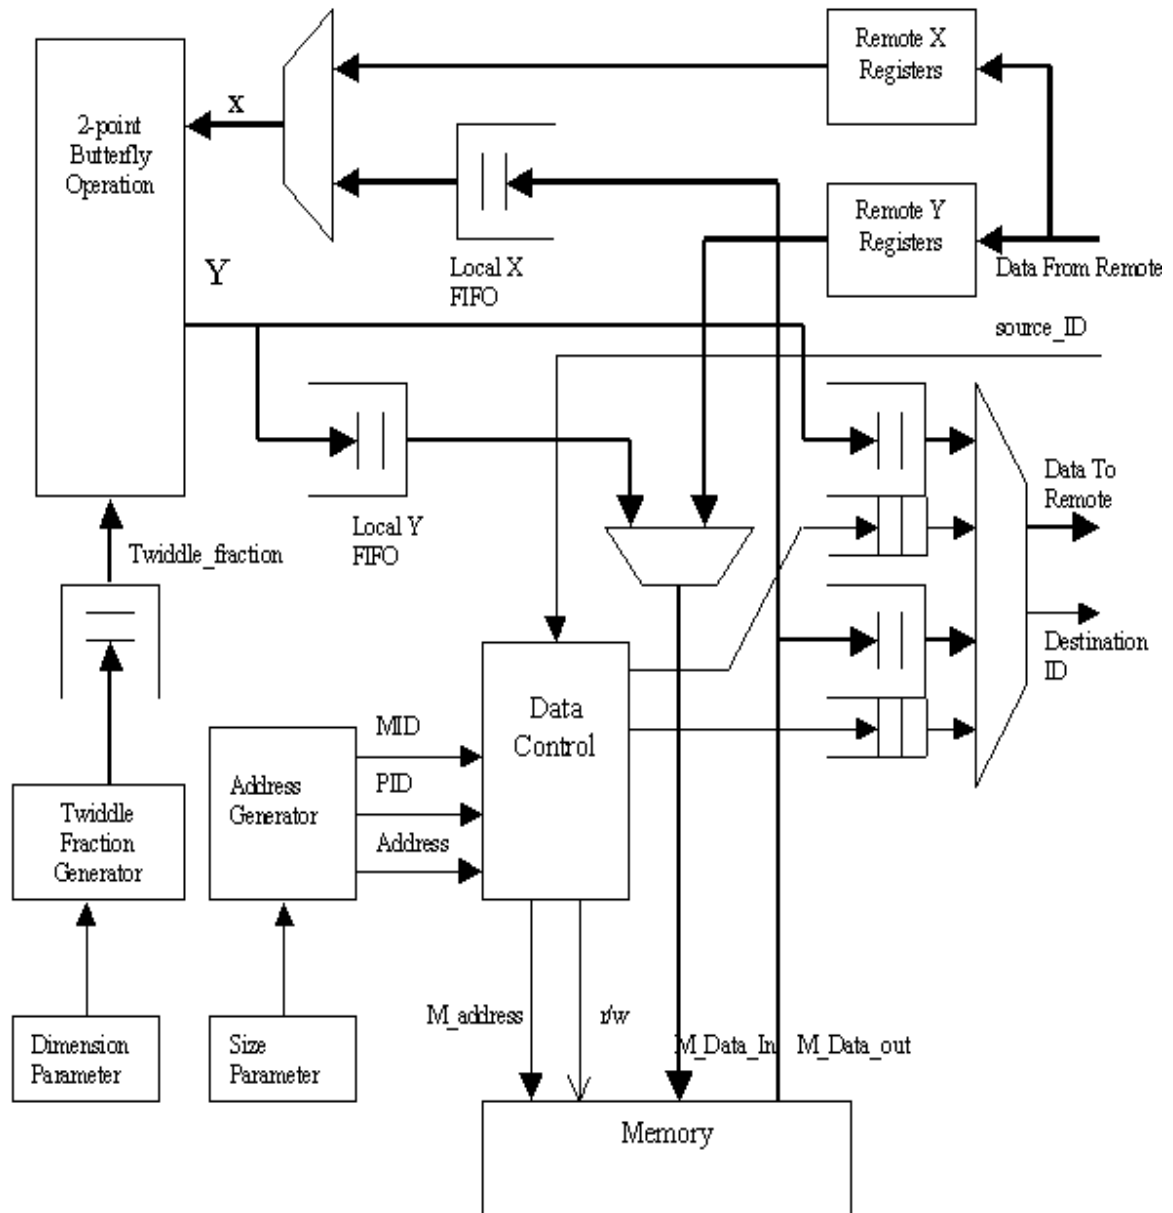 Remote X
Registers
x
2-point
Butterfly
Operation
Remote Y
Registers
Y
Local X
FIFO
Data From Remote
source_ID
Data To
Remote
Local Y
FIFO
Twiddle_fraction
Destination
ID
Data
Control
MID
PID
Address
Address
Generator
Twiddle
Fraction
Generator
M_address
r/w
M_Data_In
M_Data_out
Dimension
Parameter
Size
Parameter
Memory